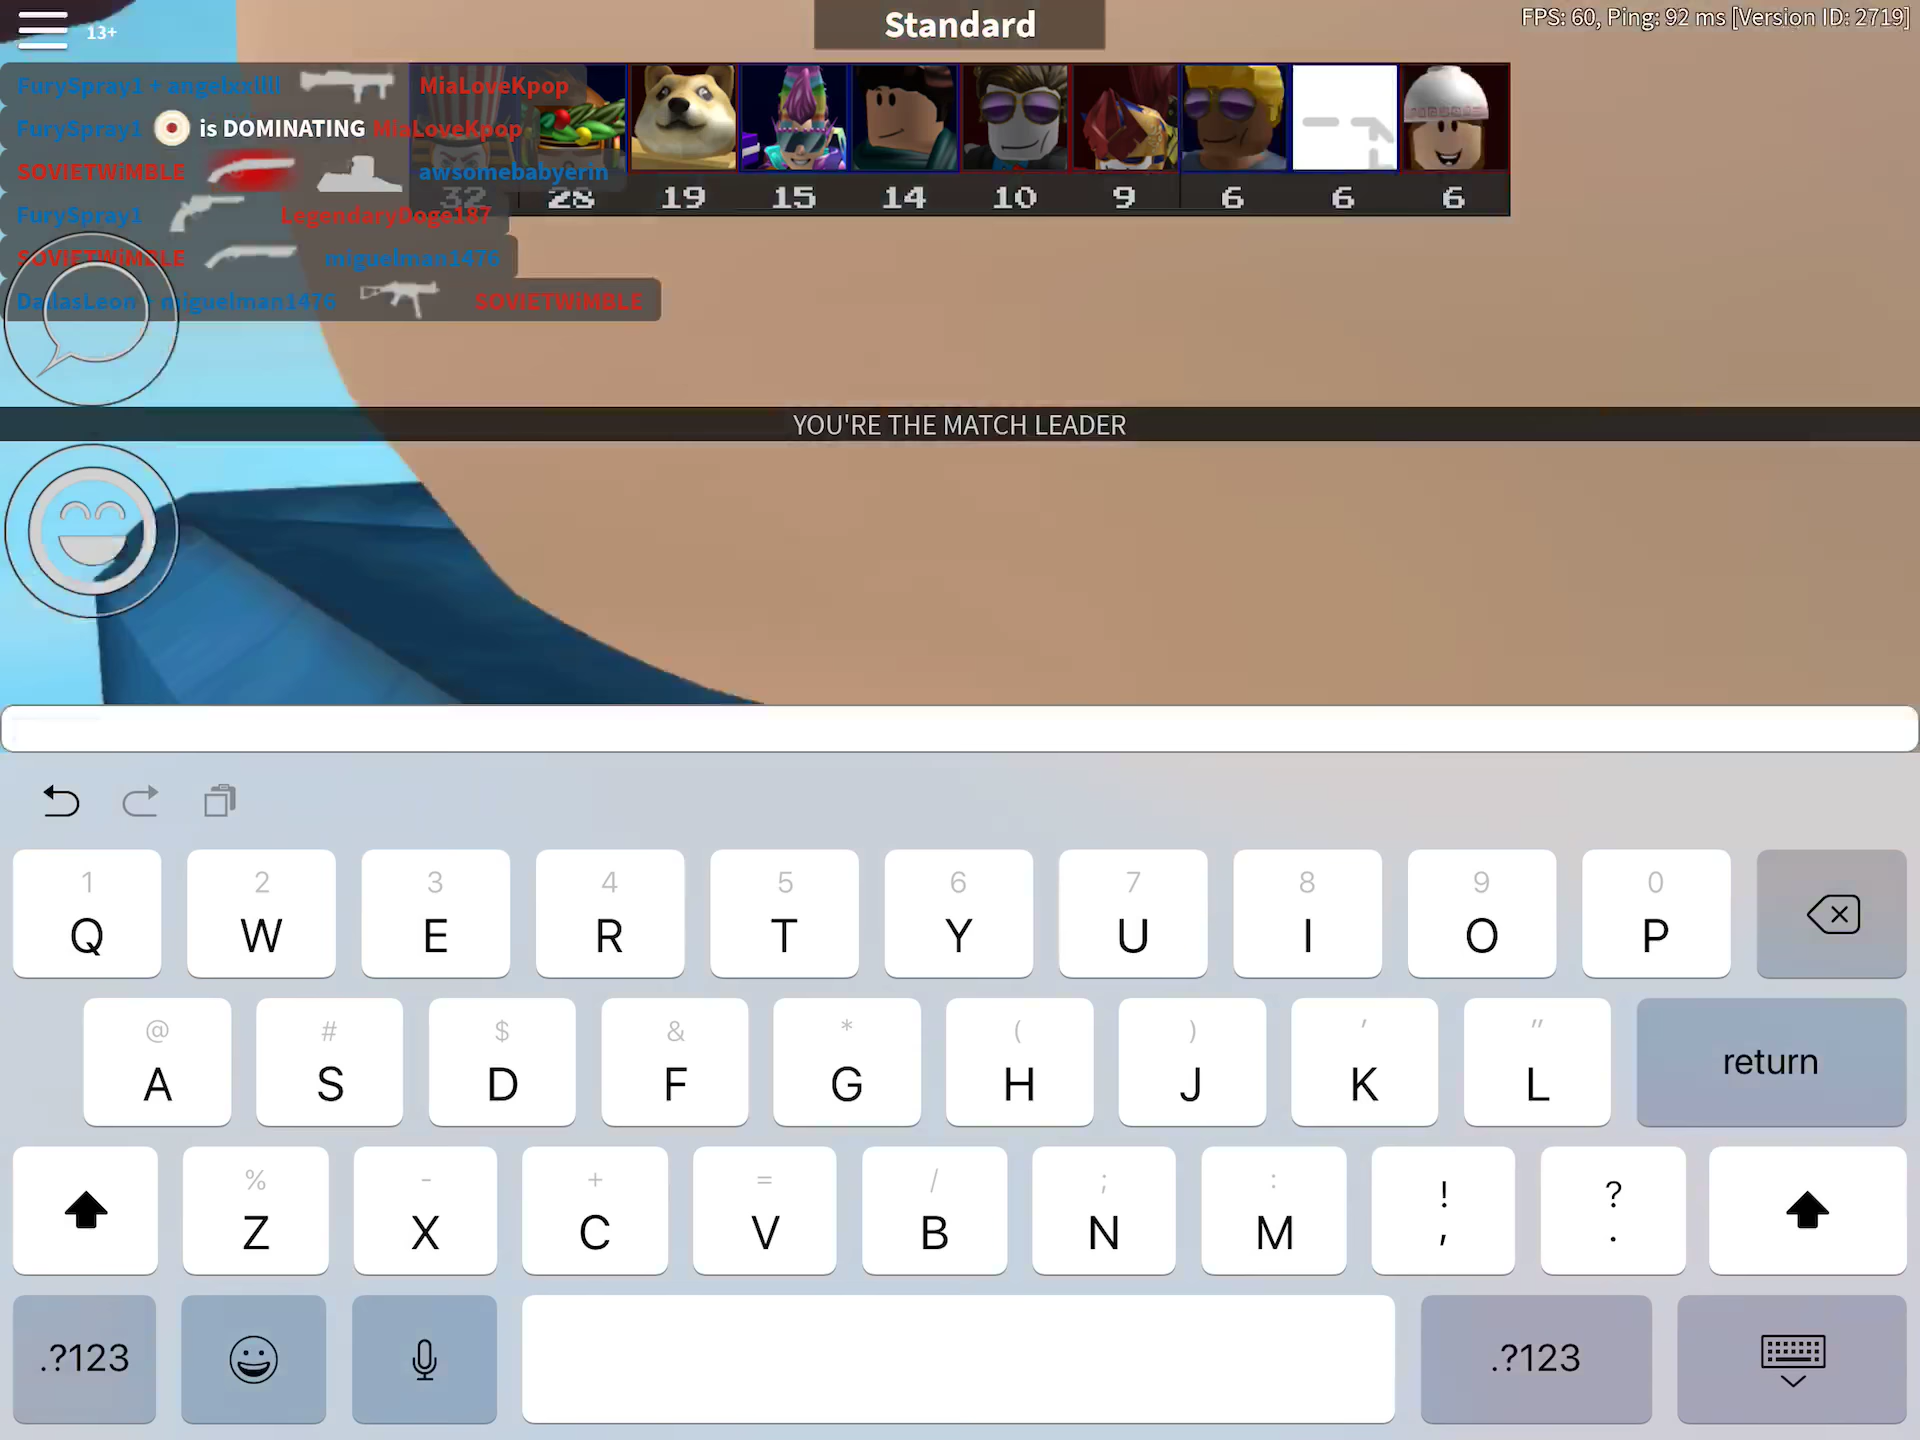 13+
Standard
FPS: 60, Ping: 92 ms [Version ID: 2719]
FurySpray1 + angelxxllll MiaLoveKpop
FurySpray1 is DOMINATING MiaLoveKpop
SOVIETWiMBLE awsomebabyerin
32 28 19 15 14 10 9 6 6 6
FurySpray1 LegendaryDoge187
SOVIETWiMBLE miguelman1476
DallasLeon + miguelman1476 SOVIETWiMBLE
YOU'RE THE MATCH LEADER
1 2 3 4 5 6 7 8 9 0
Q W E R T Y U I O P
@ # $ & * ( ) ' "
A S D F G H J K L return
% - + = / ; : ! ?
Z X C V B N M , .
.?123 .?123